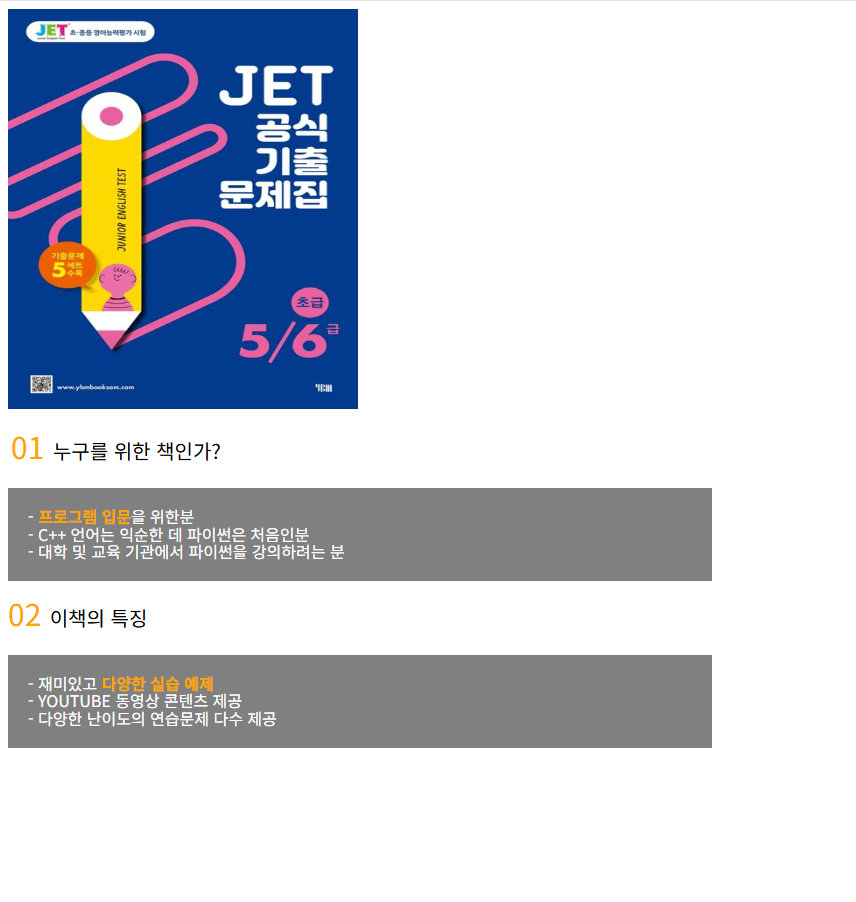 JET 초·중등 영어능력평가 시험
Junior English Test
JET
공식
기출
문제집
JUNIOR ENGLISH TEST
기출문제
5세트
수록
초급
5/6급
www.ybmbooksam.com
YBM
01 누구를 위한 책인가?
- 프로그램 입문을 위한분
- C++ 언어는 익순한 데 파이썬은 처음인분
- 대학 및 교육 기관에서 파이썬을 강의하려는 분
02 이책의 특징
- 재미있고 다양한 실습 예제
- YOUTUBE 동영상 콘텐츠 제공
- 다양한 난이도의 연습문제 다수 제공